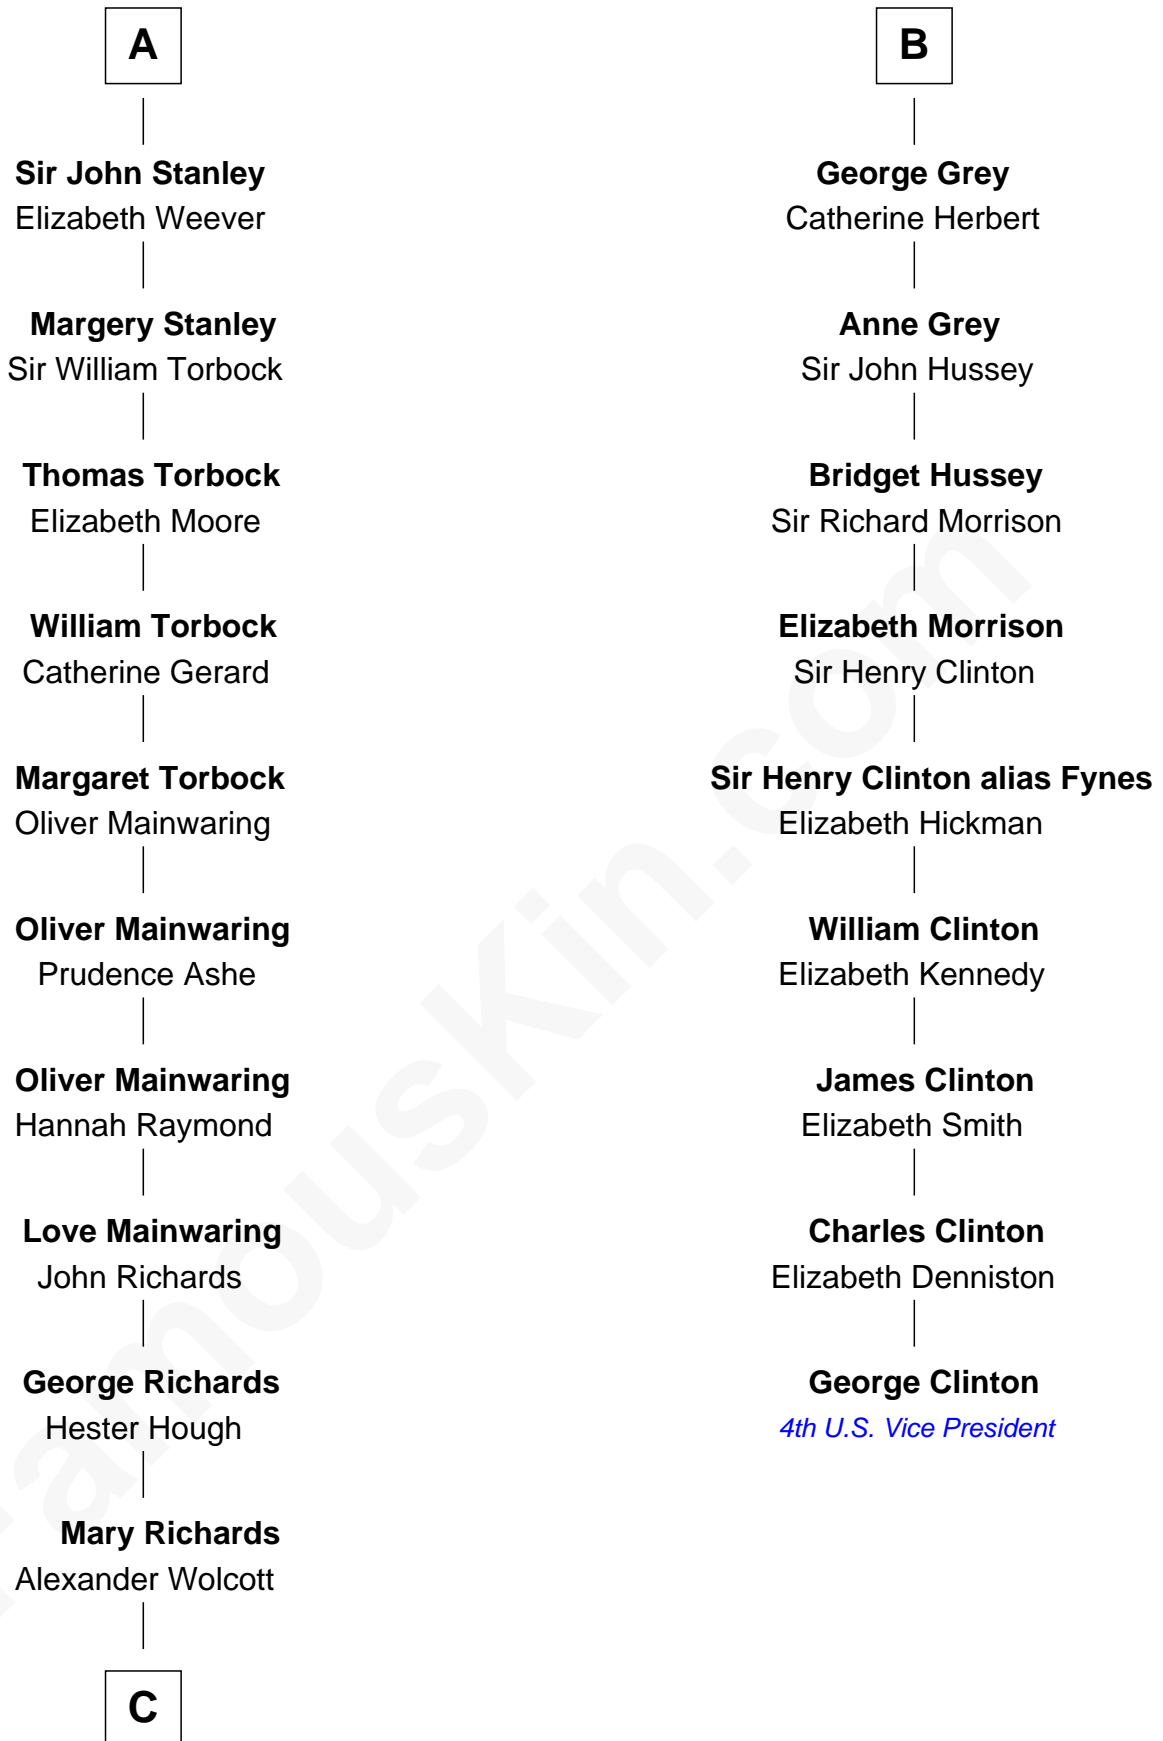 A
Sir John Stanley
Elizabeth Weever
Margery Stanley
Sir William Torbock
Thomas Torbock
Elizabeth Moore
William Torbock
Catherine Gerard
Margaret Torbock
Oliver Mainwaring
Oliver Mainwaring
Prudence Ashe
Oliver Mainwaring
Hannah Raymond
Love Mainwaring
John Richards
George Richards
Hester Hough
Mary Richards
Alexander Wolcott
C
B
George Grey
Catherine Herbert
Anne Grey
Sir John Hussey
Bridget Hussey
Sir Richard Morrison
Elizabeth Morrison
Sir Henry Clinton
Sir Henry Clinton alias Fynes
Elizabeth Hickman
William Clinton
Elizabeth Kennedy
James Clinton
Elizabeth Smith
Charles Clinton
Elizabeth Denniston
George Clinton
4th U.S. Vice President
FamousKin.com